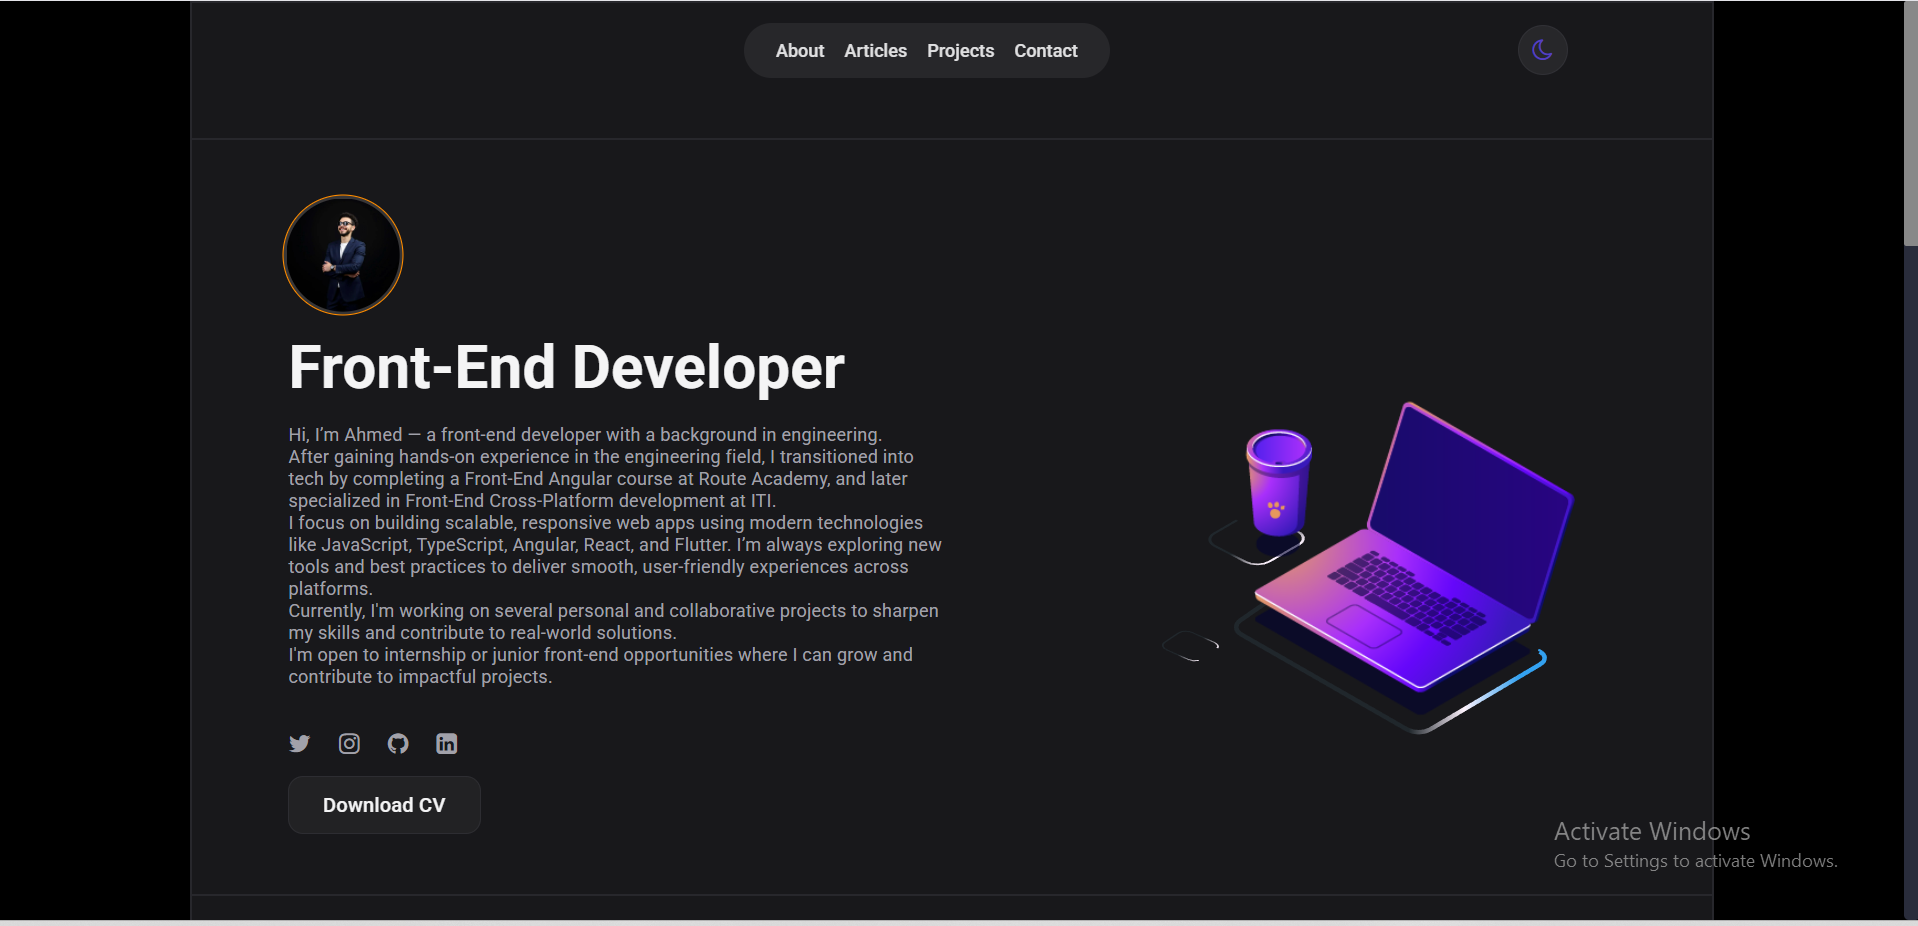 About Articles Projects Contact
Front-End Developer
Hi, I’m Ahmed — a front-end developer with a background in engineering.
After gaining hands-on experience in the engineering field, I transitioned into
tech by completing a Front-End Angular course at Route Academy, and later
specialized in Front-End Cross-Platform development at ITI.
I focus on building scalable, responsive web apps using modern technologies
like JavaScript, TypeScript, Angular, React, and Flutter. I’m always exploring new
tools and best practices to deliver smooth, user-friendly experiences across
platforms.
Currently, I'm working on several personal and collaborative projects to sharpen
my skills and contribute to real-world solutions.
I'm open to internship or junior front-end opportunities where I can grow and
contribute to impactful projects.
in
Download CV
Activate Windows
Go to Settings to activate Windows.